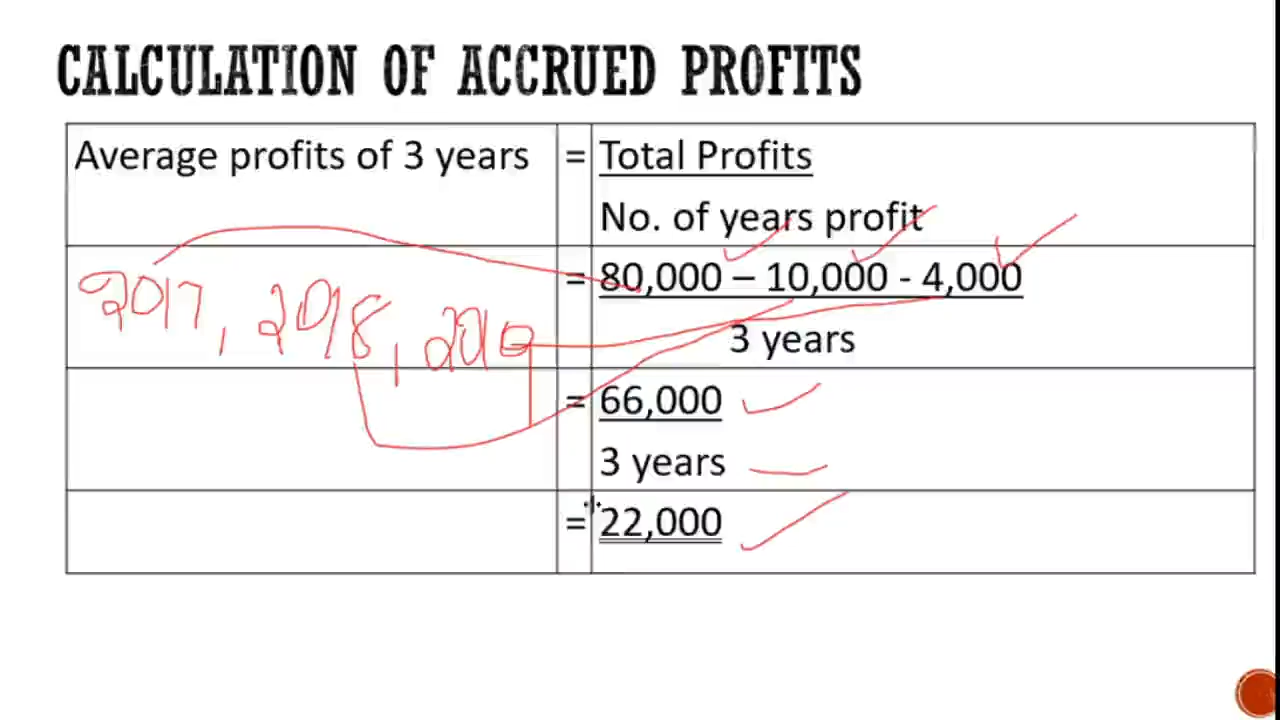 CALCULATION OF ACCRUED PROFITS
Average profits of 3 years = Total Profits
No. of years profit
= 80,000 – 10,000 - 4,000
2017, 2018, 2019
3 years
= 66,000
3 years
= 22,000